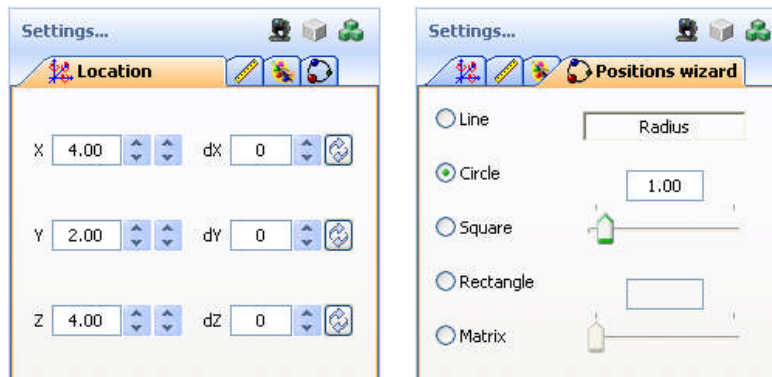 Settings...
Location
X 4.00 dX 0
Y 2.00 dY 0
Z 4.00 dZ 0
Settings...
Positions wizard
Line
Radius
Circle
1.00
Square
Rectangle
Matrix